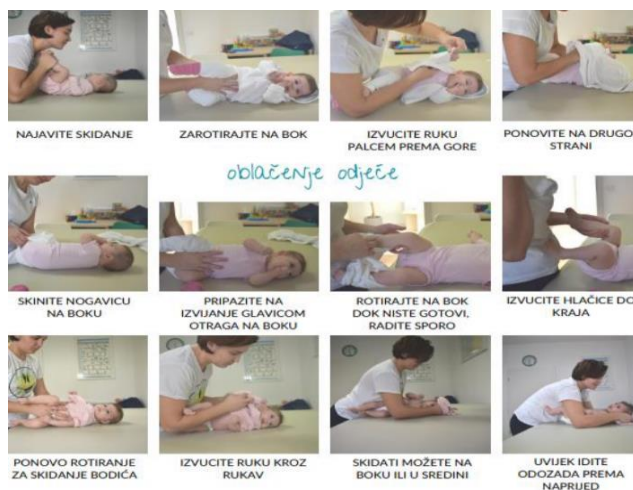 NAJAVITE SKIDANJE
ZAROTIRAJTE NA BOK
IZVUCITE RUKU
PALCEM PREMA GORE
PONOVITE NA DRUGOJ
STRANI
oblačenje odjeće
SKINITE NOGAVICU
NA BOKU
PRIPAZITE NA
IZVIJANJE GLAVICOM
OTRAGA NA BOKU
ROTIRAJTE NA BOK
DOK NISTE GOTOVI,
RADITE SPORO
IZVUCITE HLAČICE DO
KRAJA
PONOVO ROTIRANJE
ZA SKIDANJE BODIĆA
IZVUCITE RUKU KROZ
RUKAV
SKIDATI MOŽETE NA
BOKU ILI U SREDINI
UVIJEK IDITE
ODOZADA PREMA
NAPRIJED